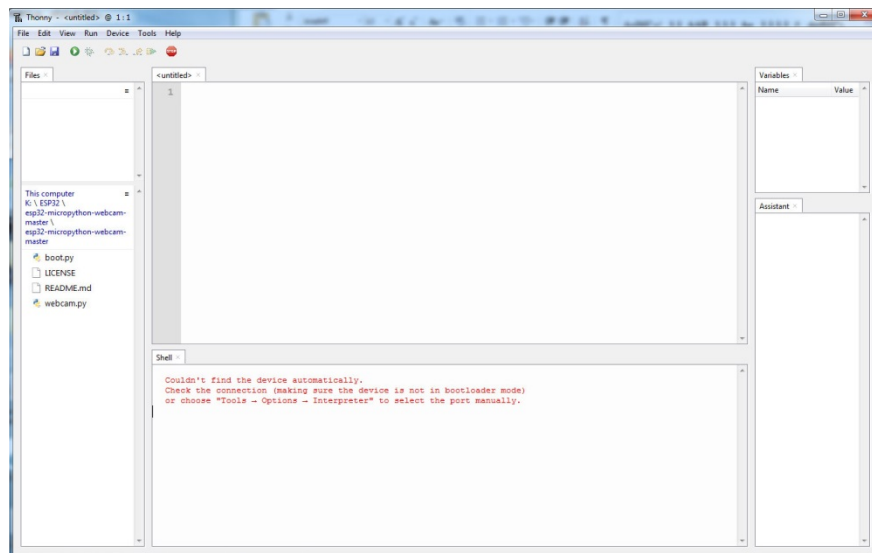 Thonny - <untitled> @ 1:1
File Edit View Run Device Tools Help
Files
This computer
K: \ ESP32 \
esp32-micropython-webcam-
master \
esp32-micropython-webcam-
master
boot.py
LICENSE
README.md
webcam.py
<untitled>
1
Shell
Couldn't find the device automatically.
Check the connection (making sure the device is not in bootloader mode)
or choose "Tools → Options → Interpreter" to select the port manually.
Variables
Name Value
Assistant